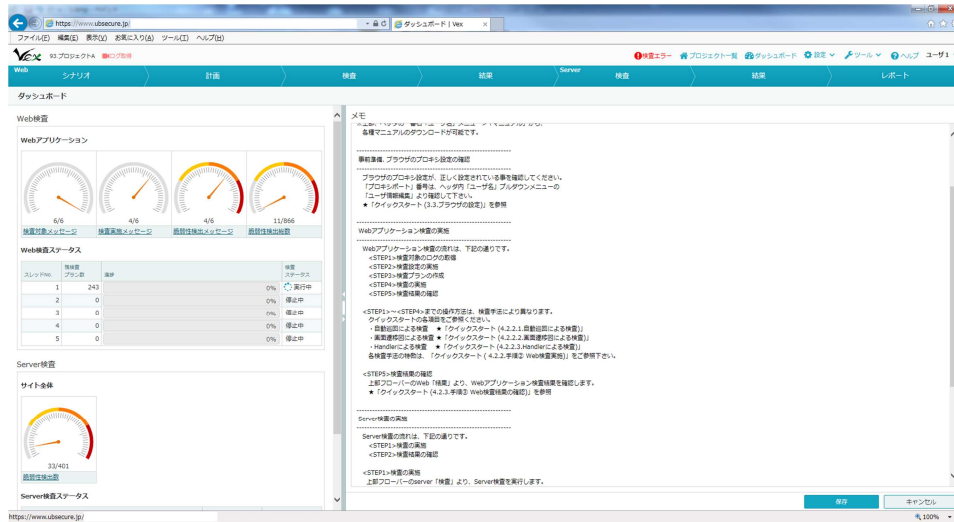 https://www.ubsecure.jp/
ダッシュボード | Vex
ファイル(F) 編集(E) 表示(V) お気に入り(A) ツール(T) ヘルプ(H)
Vex 93.プロジェクトA ログ取得
検査エラー プロジェクト一覧 ダッシュボード 設定 ツール ヘルプ ユーザ1
Web シナリオ 計画 検査 結果 Server 検査 結果 レポート
ダッシュボード
Web検査
Webアプリケーション
6/6
検査対象メッセージ
4/6
検査実施メッセージ
4/6
脆弱性検出メッセージ
11/866
脆弱性検出総数
Web検査ステータス
スレッドNo. 残検査プラン数 進捗 検査ステータス
1 243 0% 実行中
2 0 0% 停止中
3 0 0% 停止中
4 0 0% 停止中
5 0 0% 停止中
Server検査
サイト全体
33/401
脆弱性検出数
Server検査ステータス
メモ
各種マニュアルのダウンロードが可能です。
------------------------------------------------
事前準備. ブラウザのプロキシ設定の確認
------------------------------------------------
ブラウザのプロキシ設定が、正しく設定されている事を確認してください。
「プロキシポート」番号は、ヘッダ内「ユーザ名」プルダウンメニューの
「ユーザ情報編集」より確認して下さい。
★「クイックスタート (3.3.ブラウザの設定)」を参照
------------------------------------------------
Webアプリケーション検査の実施
------------------------------------------------
Webアプリケーション検査の流れは、下記の通りです。
<STEP1>検査対象のログの取得
<STEP2>検査設定の実施
<STEP3>検査プランの作成
<STEP4>検査の実施
<STEP5>検査結果の確認
<STEP1>～<STEP4>までの操作方法は、検査手法により異なります。
クイックスタートの各項目をご参照ください。
・自動巡回による検査 ★「クイックスタート (4.2.2.1.自動巡回による検査)」
・画面遷移図による検査 ★「クイックスタート (4.2.2.2.画面遷移図による検査)」
・Handlerによる検査 ★「クイックスタート (4.2.2.3.Handlerによる検査)」
各検査手法の特徴は、「クイックスタート ( 4.2.2.手順② Web検査実施)」をご参照下さい。
<STEP5>検査結果の確認
上部フローバーのWeb「結果」より、Webアプリケーション検査結果を確認します。
★「クイックスタート (4.2.3.手順③ Web検査結果の確認)」を参照
------------------------------------------------
Server検査の実施
------------------------------------------------
Server検査の流れは、下記の通りです。
<STEP1>検査の実施
<STEP2>検査結果の確認
<STEP1>検査の実施
上部フローバーのserver「検査」より、Server検査を実行します。
保存 キャンセル
https://www.ubsecure.jp/
100%